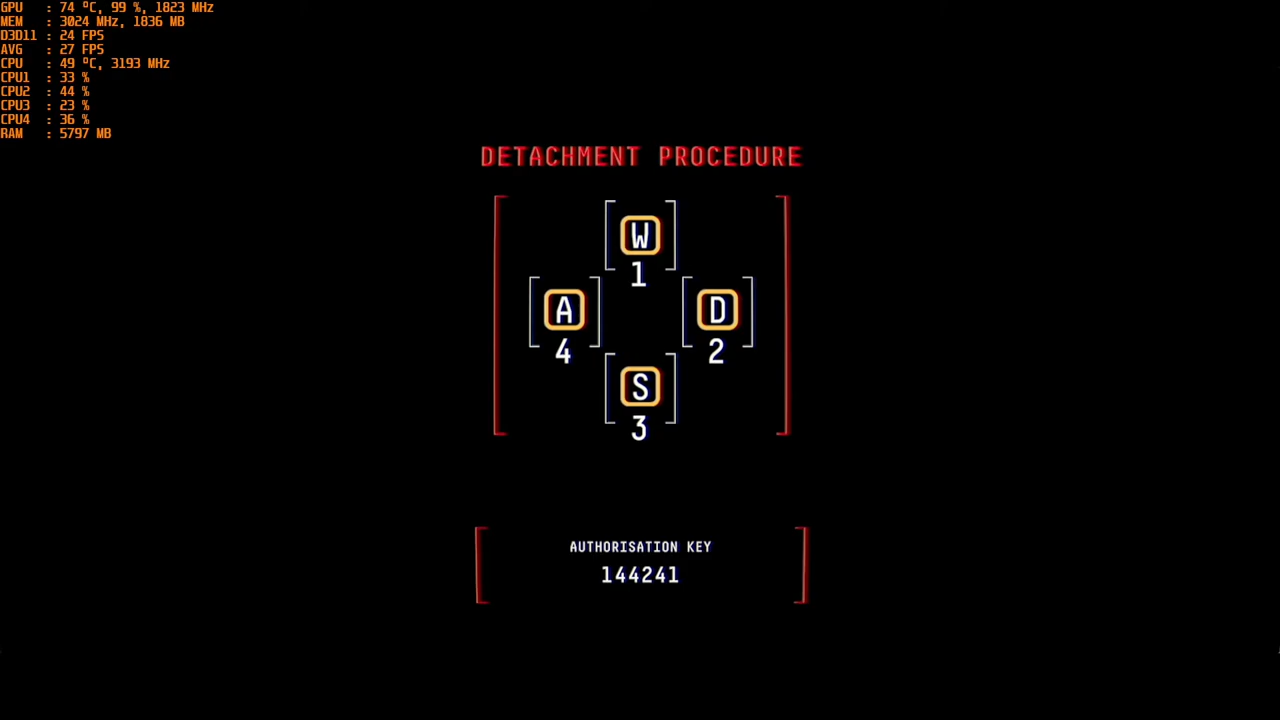 GPU : 74 ºC, 99 %, 1823 MHz
MEM : 3024 MHz, 1836 MB
D3D11 : 24 FPS
AVG : 27 FPS
CPU : 49 ºC, 3193 MHz
CPU1 : 33 %
CPU2 : 44 %
CPU3 : 23 %
CPU4 : 36 %
RAM : 5797 MB
DETACHMENT PROCEDURE
W
1
A
D
4
2
S
3
AUTHORISATION KEY
144241